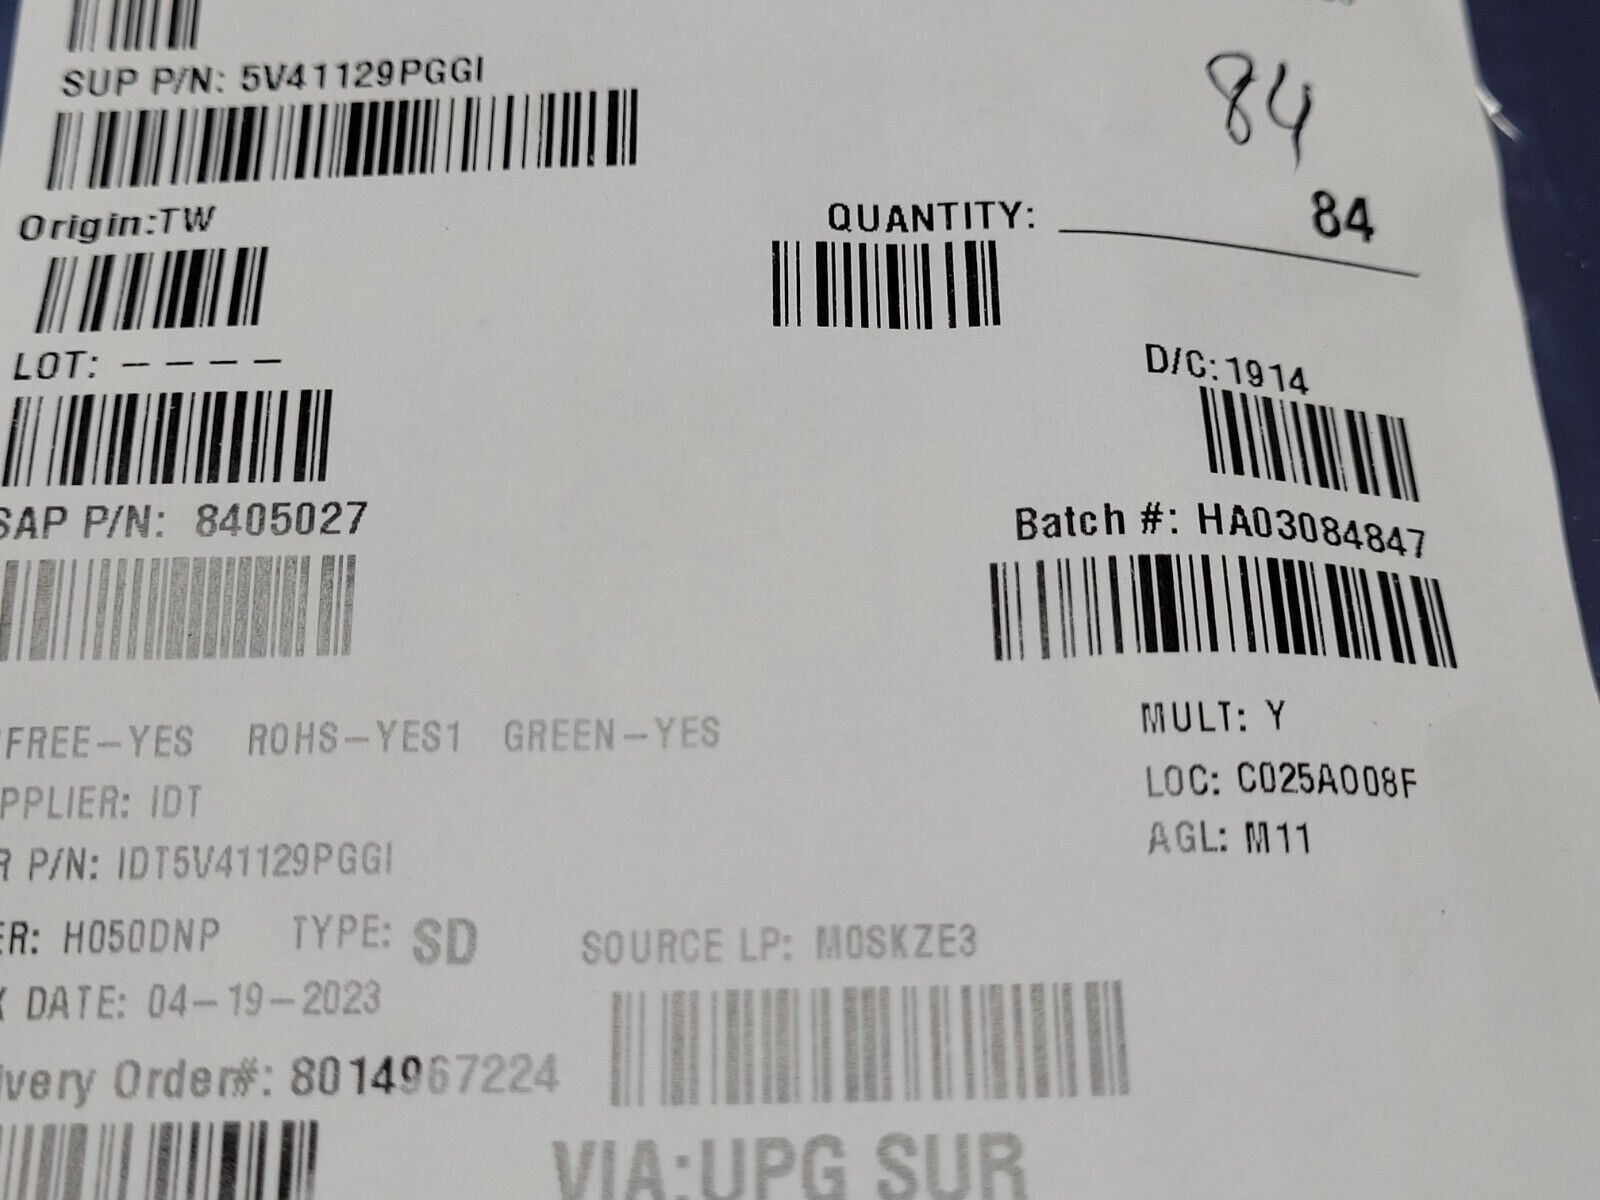 SUP P/N: 5V41129PGGI
84
Origin:TW
QUANTITY: 84
LOT: ----
D/C:1914
SAP P/N: 8405027
Batch #: HA03084847
FREE-YES ROHS-YES1 GREEN-YES
MULT: Y
PPLIER: IDT
LOC: C025A008F
R P/N: IDT5V41129PGGI
AGL: M11
ER: H050DNP TYPE: SD
SOURCE LP: M0SKZE3
K DATE: 04-19-2023
ivery Order#: 8014967224
VIA:UPG SUR